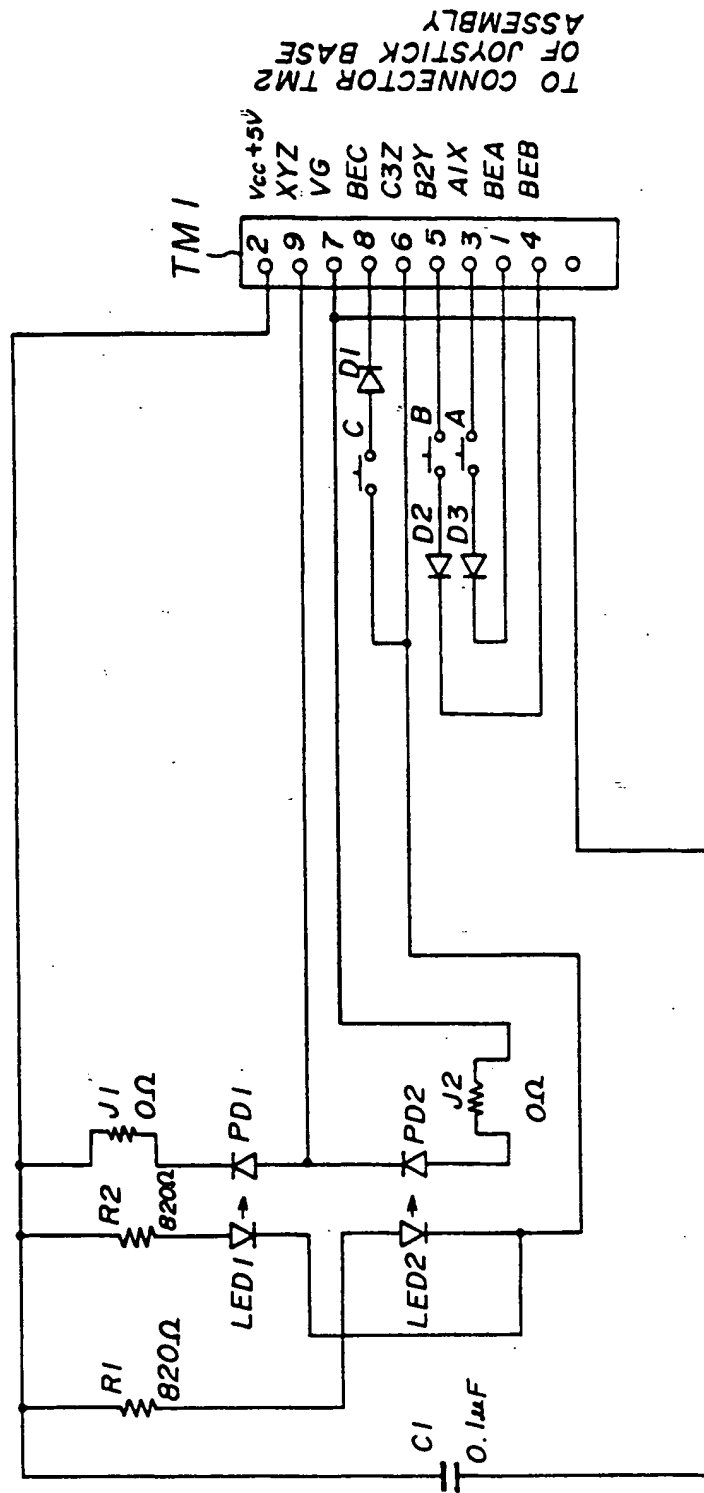 TO CONNECTOR TM2
OF JOYSTICK BASE
ASSEMBLY
TM 1
2 Vcc +5V
9 XYZ
7 VG
8 BEC
6 C3Z
5 B2Y
3 A1X
1 BEA
4 BEB
D1
C
B
A
D2
D3
J1
0Ω
R2
820Ω
PD1
LED1
R1
820Ω
PD2
LED2
J2
0Ω
C1
0.1µF